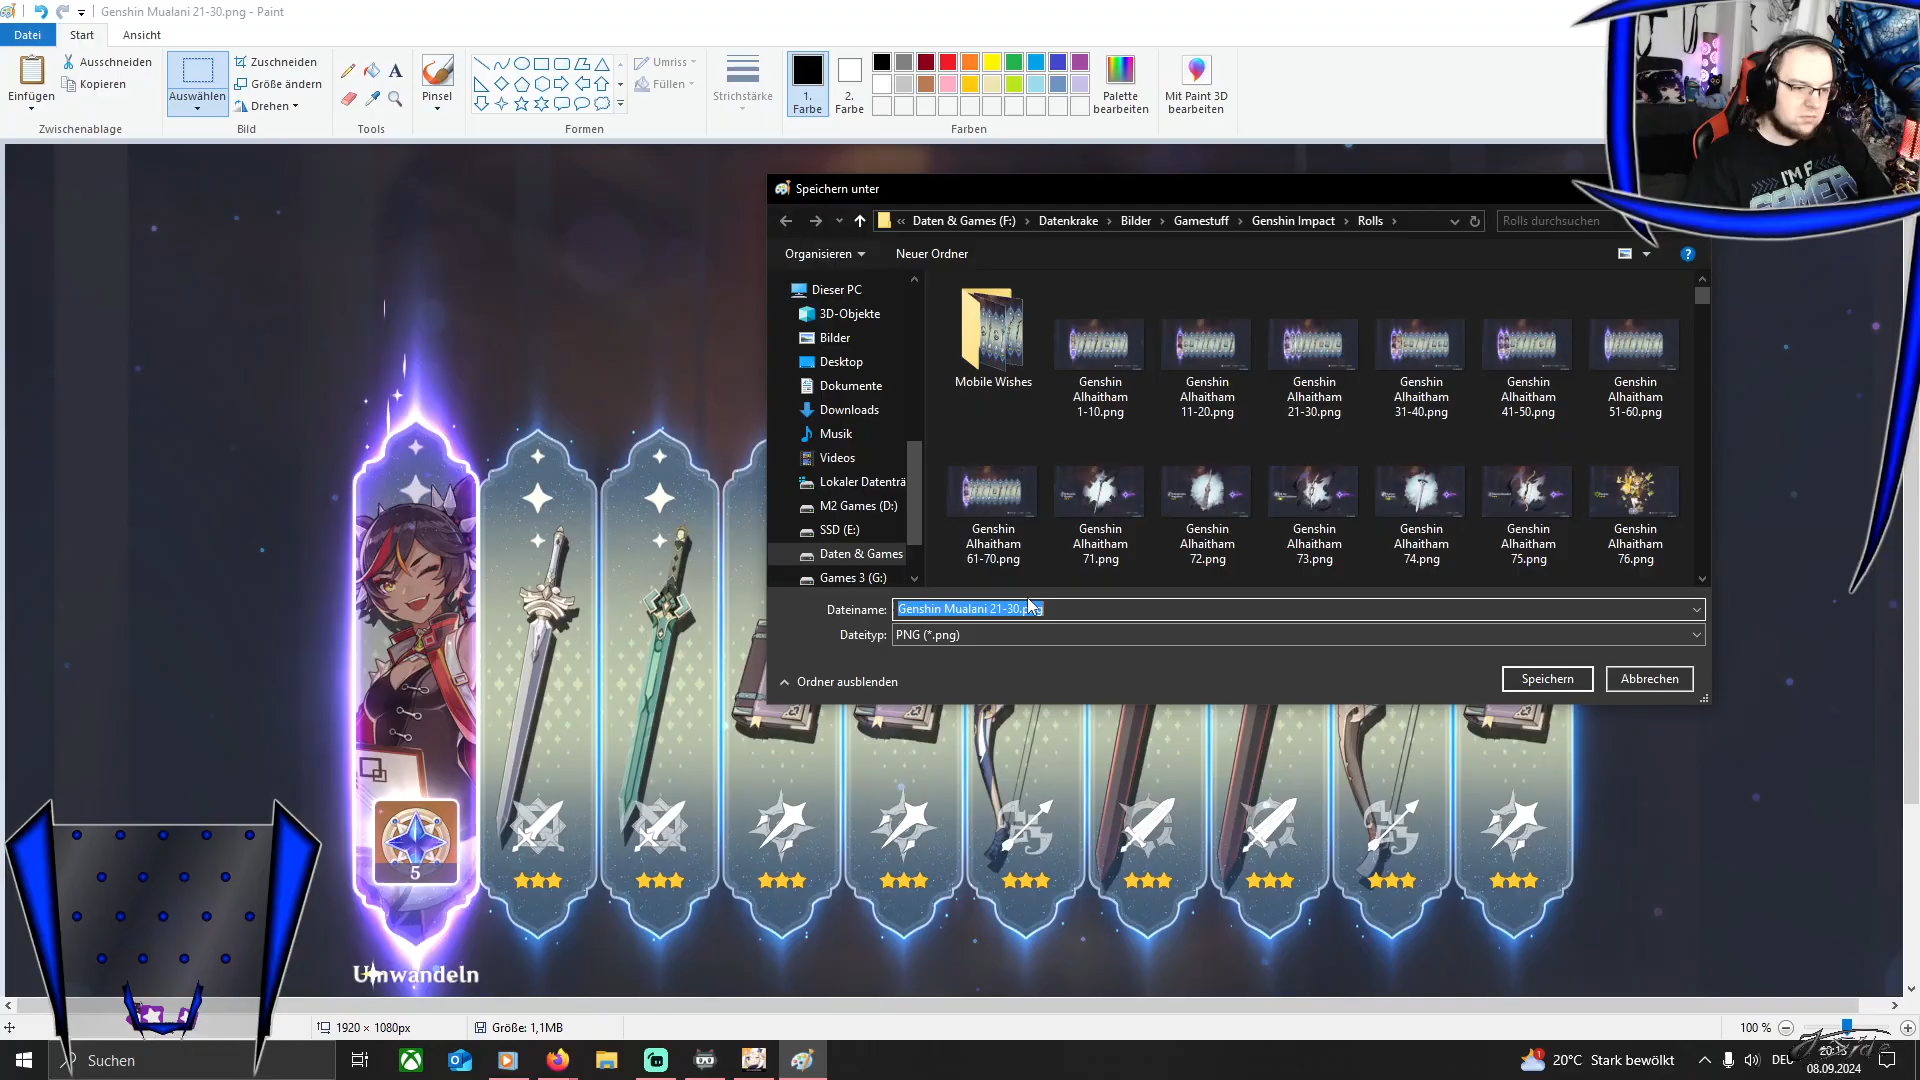 Genshin Mualani 21-30.png - Paint
Datei
Start
Ansicht
Einfügen
Ausschneiden
Kopieren
Zwischenablage
Auswählen
Zuschneiden
Größe ändern
Drehen
Bild
A
Tools
Pinsel
Umriss
Füllen
Formen
Strichstärke
1.
Farbe
2.
Farbe
Palette
bearbeiten
Farben
Mit Paint 3D
bearbeiten
I'M A
GAMER
Speichern unter
«
Daten & Games (F:)
Datenkrake
Bilder
Gamestuff
Genshin Impact
Rolls
Rolls durchsuchen
Organisieren
Neuer Ordner
?
Dieser PC
3D-Objekte
Bilder
Desktop
Dokumente
Downloads
Musik
Videos
Lokaler Datenträ
M2 Games (D:)
SSD (E:)
Daten & Games
Games 3 (G:)
Mobile Wishes
Genshin
Alhaitham
1-10.png
Genshin
Alhaitham
11-20.png
Genshin
Alhaitham
21-30.png
Genshin
Alhaitham
31-40.png
Genshin
Alhaitham
41-50.png
Genshin
Alhaitham
51-60.png
Genshin
Alhaitham
61-70.png
Genshin
Alhaitham
71.png
Genshin
Alhaitham
72.png
Genshin
Alhaitham
73.png
Genshin
Alhaitham
74.png
Genshin
Alhaitham
75.png
Genshin
Alhaitham
76.png
Dateiname:
Genshin Mualani 21-30.png
Dateityp:
PNG (*.png)
Ordner ausblenden
Speichern
Abbrechen
5
Umwandeln
1920 × 1080px
Größe: 1,1MB
100 %
Suchen
1
20°C Stark bewölkt
DEU
08.09.2024